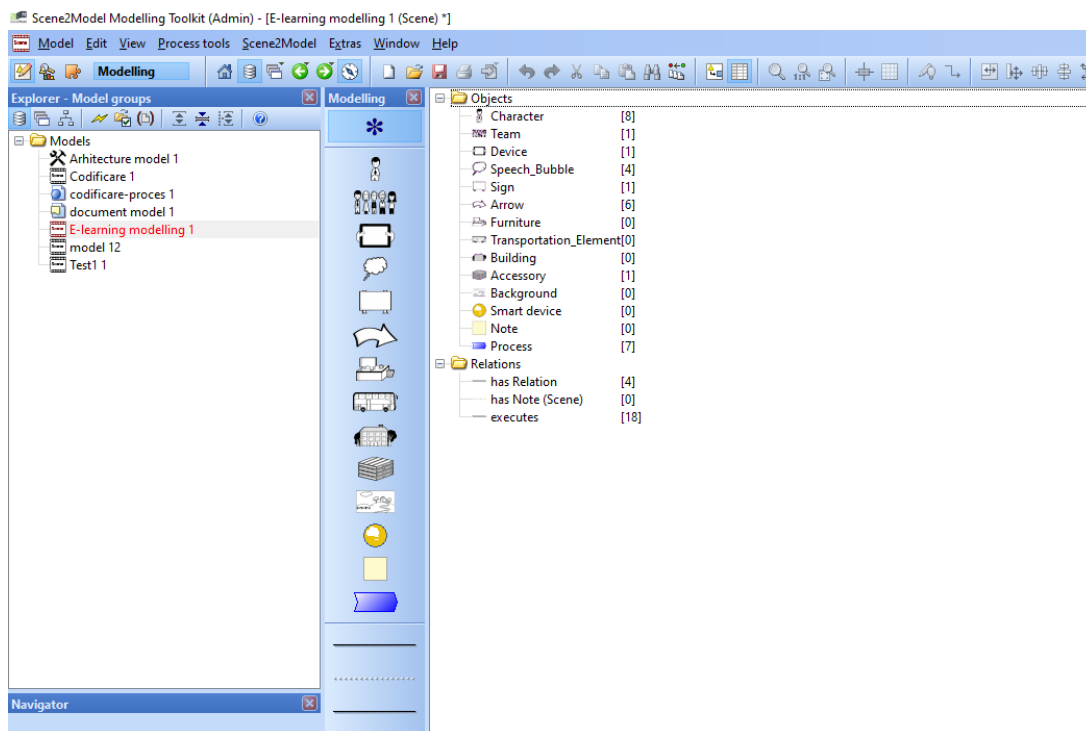 Scene2Model Modelling Toolkit (Admin) - [E-learning modelling 1 (Scene) *]
Model Edit View Process tools Scene2Model Extras Window Help
Modelling
Explorer - Model groups
Models
Arhitecture model 1
Codificare 1
codificare-proces 1
document model 1
E-learning modelling 1
model 12
Test1 1
Navigator
Modelling
Objects
Character [8]
Team [1]
Device [1]
Speech_Bubble [4]
Sign [1]
Arrow [6]
Furniture [0]
Transportation_Element[0]
Building [0]
Accessory [1]
Background [0]
Smart device [0]
Note [0]
Process [7]
Relations
has Relation [4]
has Note (Scene) [0]
executes [18]